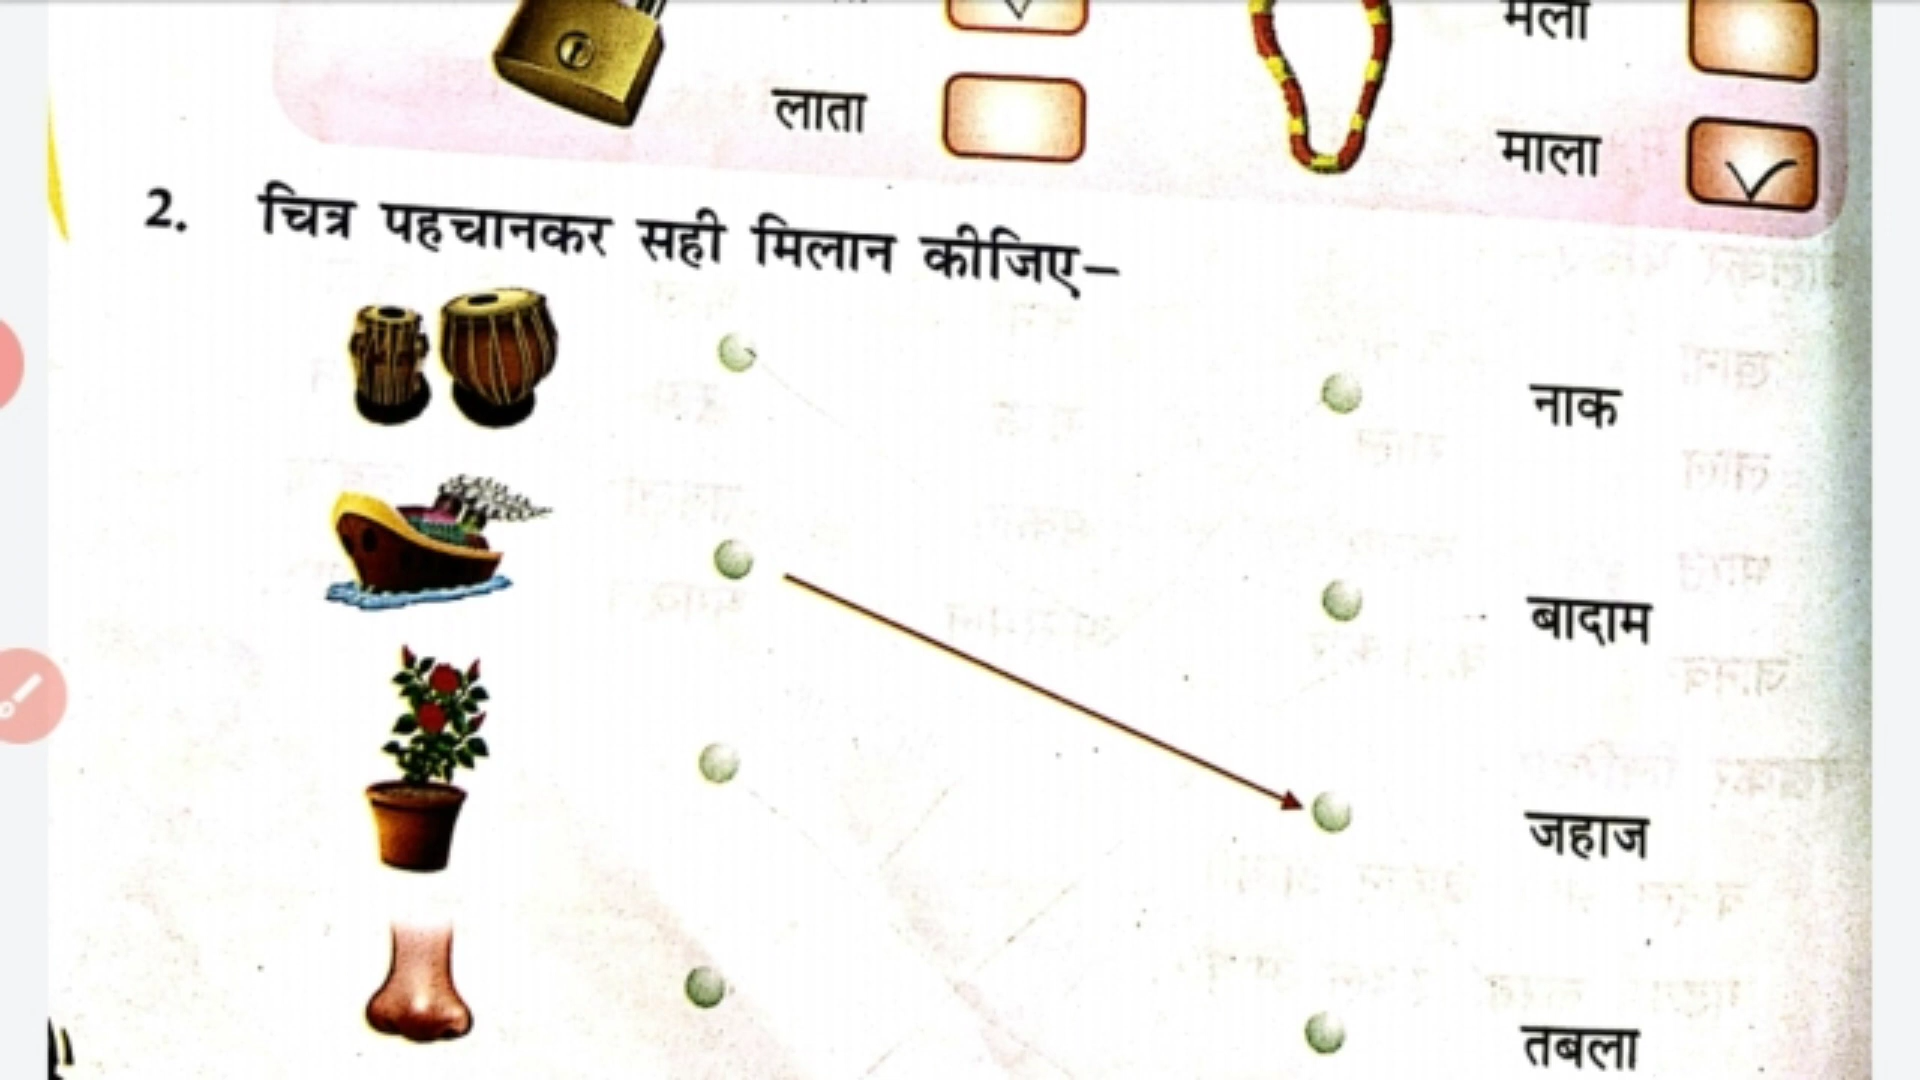 लाता
माला
2. चित्र पहचानकर सही मिलान कीजिए–
नाक
बादाम
जहाज
तबला